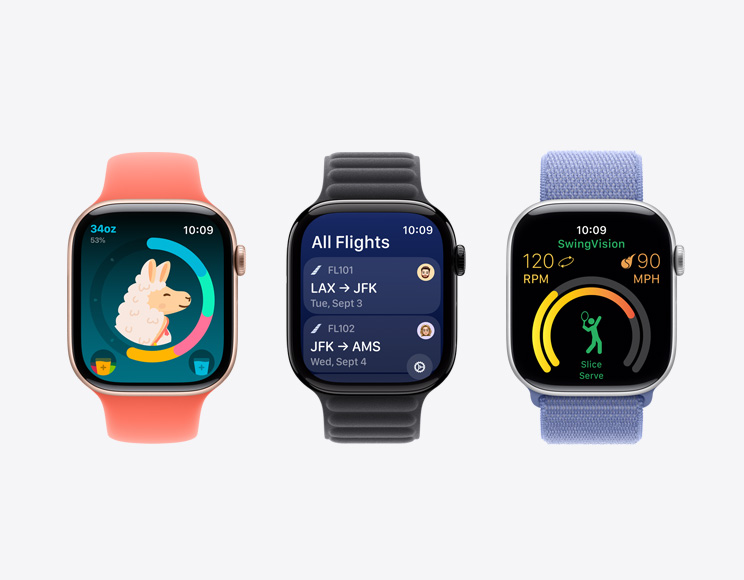 34oz
53%
10:09
10:09
All Flights
FL101
LAX → JFK
Tue, Sept 3
FL102
JFK → AMS
Wed, Sept 4
10:09
SwingVision
120
90
RPM
MPH
Slice
Serve